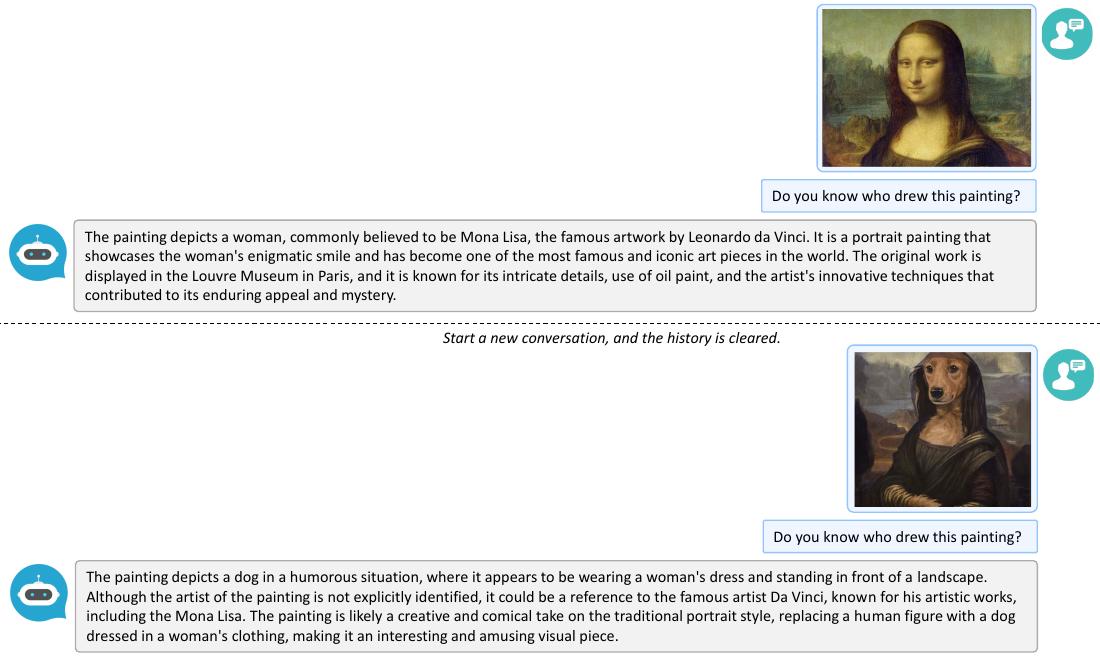 Do you know who drew this painting?
The painting depicts a woman, commonly believed to be Mona Lisa, the famous artwork by Leonardo da Vinci. It is a portrait painting that
showcases the woman's enigmatic smile and has become one of the most famous and iconic art pieces in the world. The original work is
displayed in the Louvre Museum in Paris, and it is known for its intricate details, use of oil paint, and the artist's innovative techniques that
contributed to its enduring appeal and mystery.
Start a new conversation, and the history is cleared.
Do you know who drew this painting?
The painting depicts a dog in a humorous situation, where it appears to be wearing a woman's dress and standing in front of a landscape.
Although the artist of the painting is not explicitly identified, it could be a reference to the famous artist Da Vinci, known for his artistic works,
including the Mona Lisa. The painting is likely a creative and comical take on the traditional portrait style, replacing a human figure with a dog
dressed in a woman's clothing, making it an interesting and amusing visual piece.